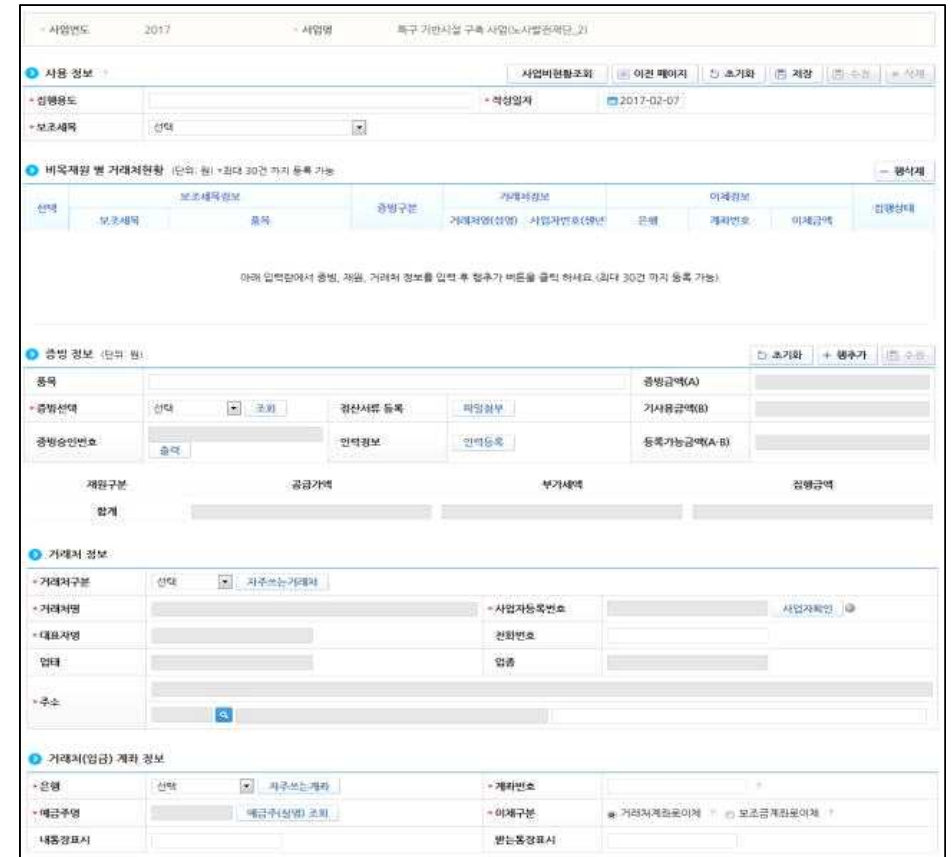 사업연도 2017 사업명 특구 기반시설 구축 사업(노사발전재단_2)
사용 정보 사업비현황조회 이전 페이지 초기화 저장 수정 삭제
집행용도 작성일자 2017-02-07
보조세목 선택
비목재원 별 거래처현황 (단위: 원) *최대 30건 까지 등록 가능 행삭제
선택 보조세목정보 증빙구분 거래처정보 이체정보 집행상태
보조세목 품목 거래처명(성명) 사업자번호(생년 은행 계좌번호 이체금액
아래 입력란에서 증빙, 재원, 거래처 정보를 입력 후 행추가 버튼을 클릭 하세요.(최대 30건 까지 등록 가능)
증빙 정보 (단위: 원) 초기화 + 행추가 수정
품목 증빙금액(A)
증빙선택 선택 조회 정산서류 등록 파일첨부 기사용금액(B)
증빙승인번호 출력 인력정보 인력등록 등록가능금액(A-B)
재원구분 공급가액 부가세액 집행금액
합계
거래처 정보
거래처구분 선택 자주쓰는거래처
거래처명 사업자등록번호 사업자확인
대표자명 전화번호
업태 업종
주소
거래처(입금) 계좌 정보
은행 선택 자주쓰는계좌 계좌번호
예금주명 예금주(성명) 조회 이체구분 거래처계좌로이체 보조금계좌로이체
내통장표시 받는통장표시